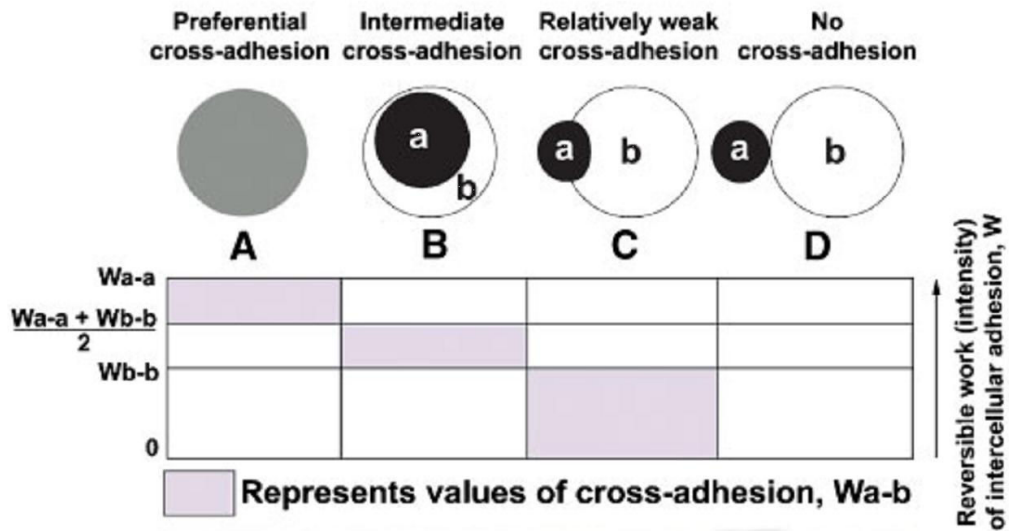 Preferential
cross-adhesion
Intermediate
cross-adhesion
Relatively weak
cross-adhesion
No
cross-adhesion
a
b
a
b
a
b
A
B
C
D
Wa-a
Wa-a + Wb-b
2
Wb-b
0
Reversible work (intensity)
of intercellular adhesion, W
Represents values of cross-adhesion, Wa-b